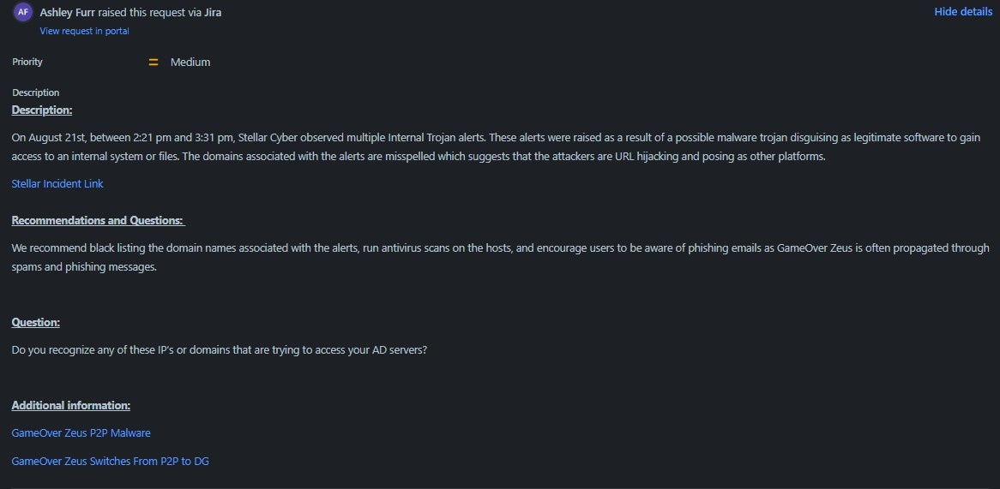 AF Ashley Furr raised this request via Jira Hide details
View request in portal
Priority = Medium
Description
Description:
On August 21st, between 2:21 pm and 3:31 pm, Stellar Cyber observed multiple Internal Trojan alerts. These alerts were raised as a result of a possible malware trojan disguising as legitimate software to gain
access to an internal system or files. The domains associated with the alerts are misspelled which suggests that the attackers are URL hijacking and posing as other platforms.
Stellar Incident Link
Recommendations and Questions:
We recommend black listing the domain names associated with the alerts, run antivirus scans on the hosts, and encourage users to be aware of phishing emails as GameOver Zeus is often propagated through
spams and phishing messages.
Question:
Do you recognize any of these IP's or domains that are trying to access your AD servers?
Additional information:
GameOver Zeus P2P Malware
GameOver Zeus Switches From P2P to DG